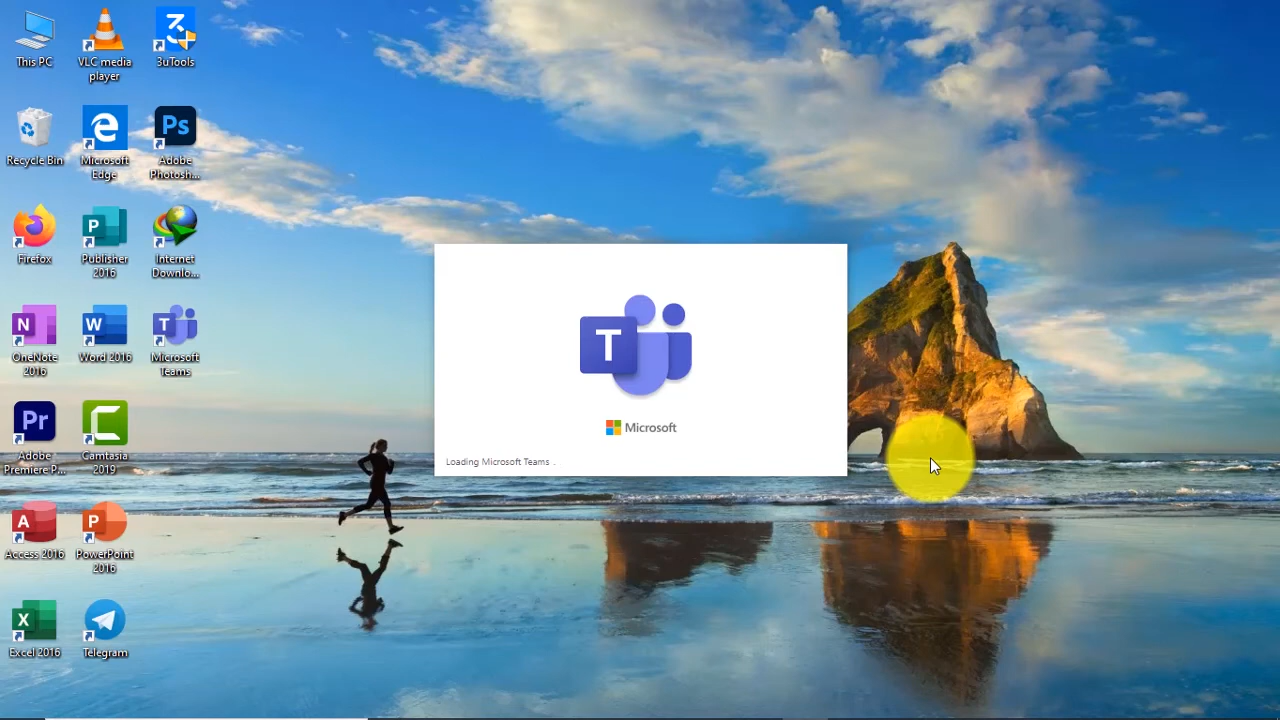 This PC
VLC media
player
3uTools
Recycle Bin
Microsoft
Edge
Ps
Adobe
Photosh...
Firefox
P
Publisher
2016
Internet
Downlo...
N
OneNote
2016
W
Word 2016
T
Microsoft
Teams
Pr
Adobe
Premiere P...
Camtasia
2019
A
Access 2016
P
PowerPoint
2016
X
Excel 2016
Telegram
T
Microsoft
Loading Microsoft Teams .